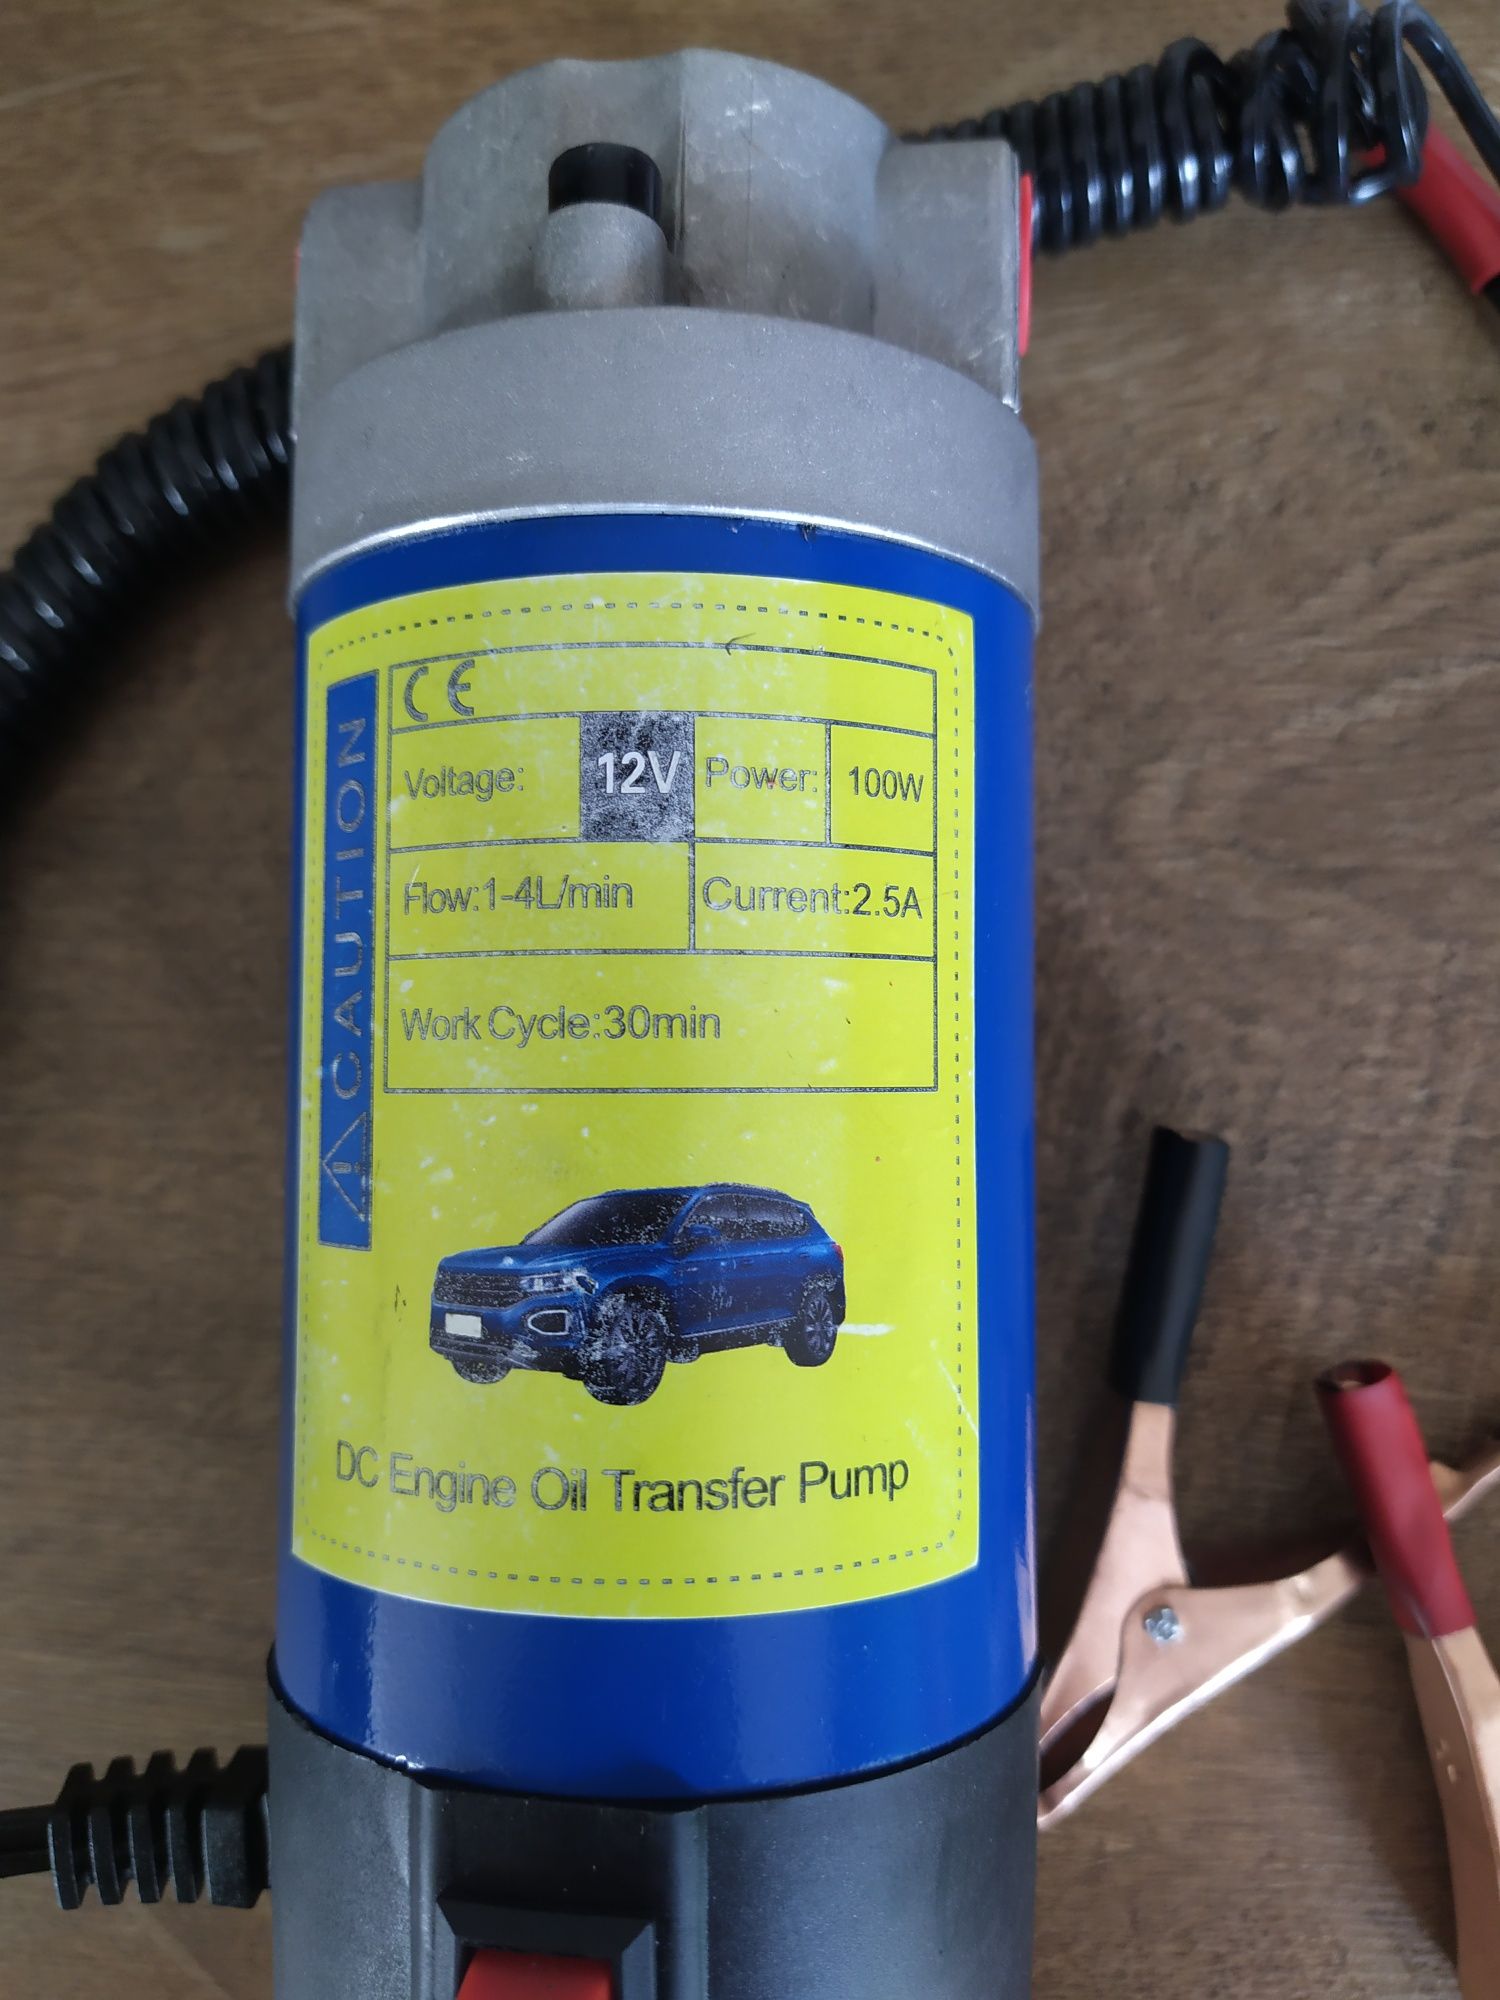 CE
CAUTION
Voltage: 12V Power: 100W
Flow:1-4L/min Current:2.5A
Work Cycle:30min
DC Engine Oil Transfer Pump